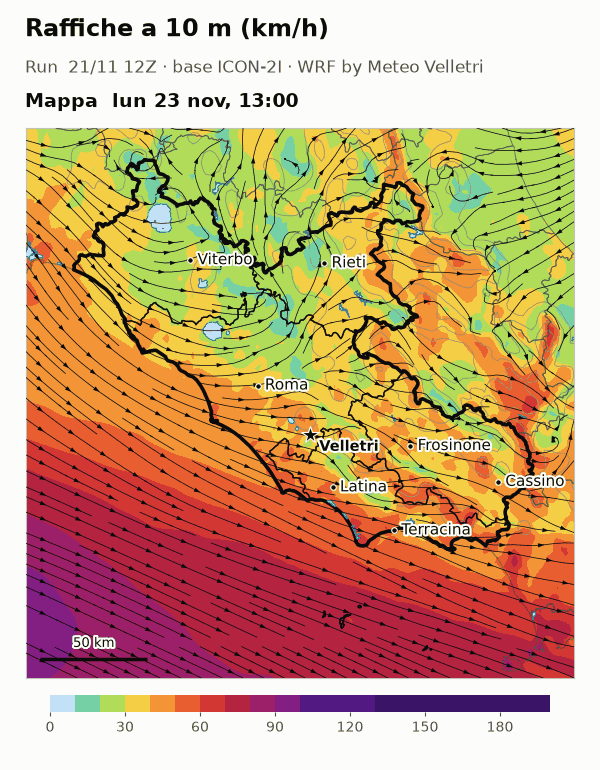 Raffiche a 10 m (km/h)
Run  21/11 12Z · base ICON-2I · WRF by Meteo Velletri
Mappa  lun 23 nov, 13:00
Viterbo
Rieti
Roma
Velletri
Frosinone
Latina
Cassino
Terracina
50 km
0 30 60 90 120 150 180